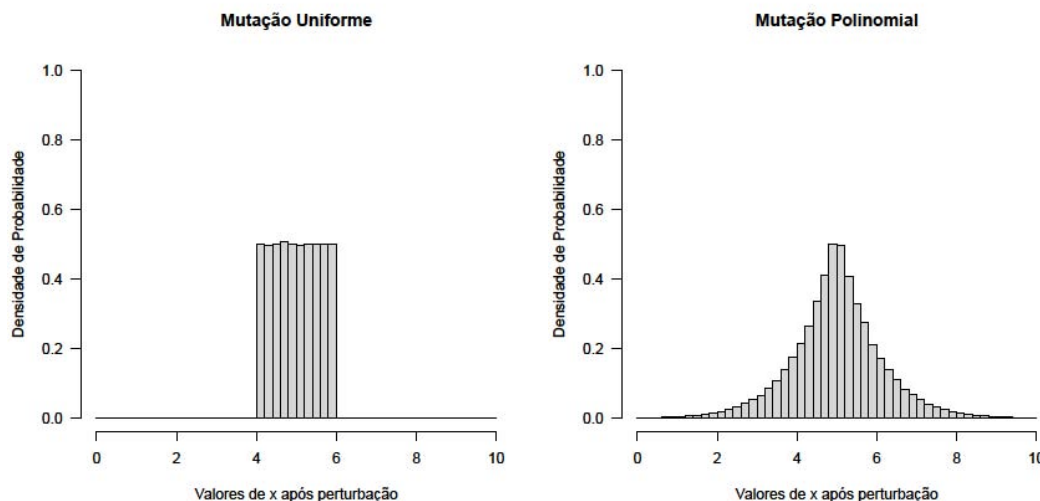 Mutação Uniforme
Densidade de Probabilidade
1.0
0.8
0.6
0.4
0.2
0.0
0 2 4 6 8 10
Valores de x após perturbação
Mutação Polinomial
Densidade de Probabilidade
1.0
0.8
0.6
0.4
0.2
0.0
0 2 4 6 8 10
Valores de x após perturbação